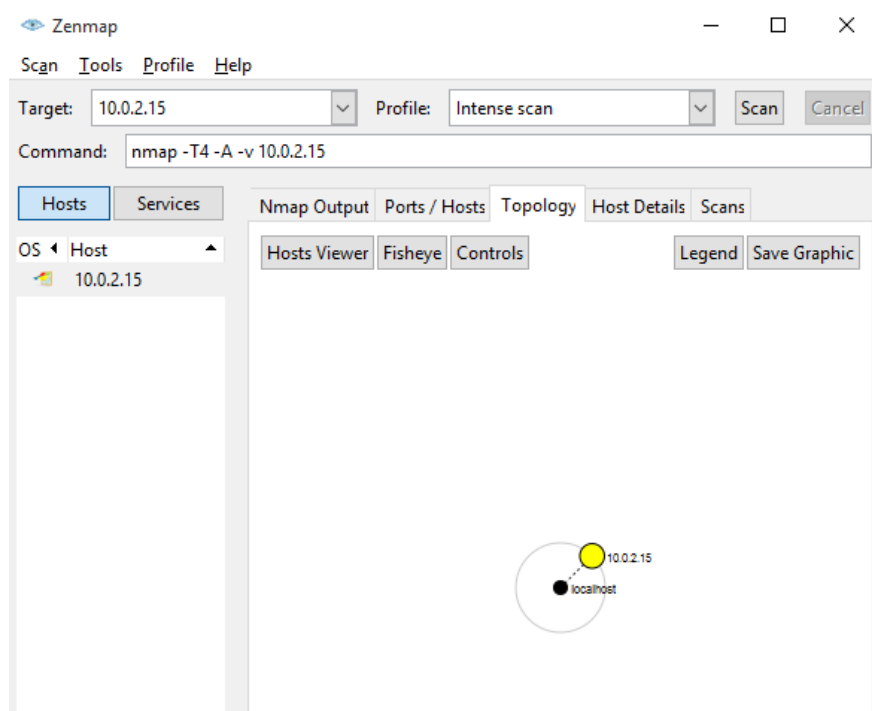 Zenmap
Scan Tools Profile Help
Target: 10.0.2.15 Profile: Intense scan Scan Cancel
Command: nmap -T4 -A -v 10.0.2.15
Hosts Services Nmap Output Ports / Hosts Topology Host Details Scans
OS Host Hosts Viewer Fisheye Controls Legend Save Graphic
10.0.2.15
10.0.2.15
localhost